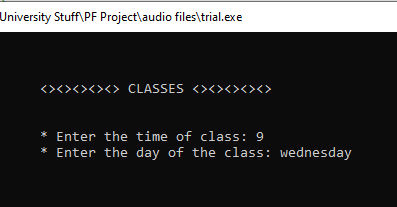 University Stuff\PF Project\audio files\trial.exe
<><><><><> CLASSES <><><><><>
* Enter the time of class: 9
* Enter the day of the class: wednesday